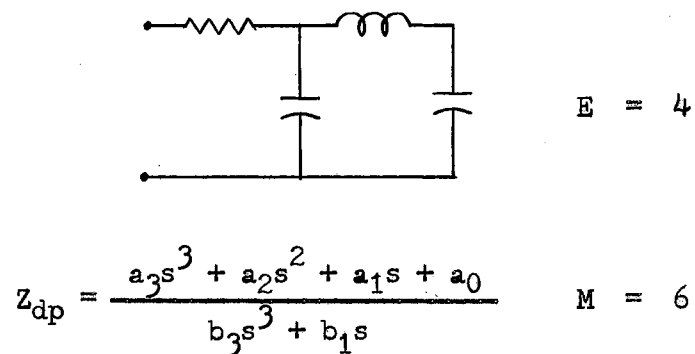 E = 4
Z_dp = (a_3s^3 + a_2s^2 + a_1s + a_0) / (b_3s^3 + b_1s)
M = 6